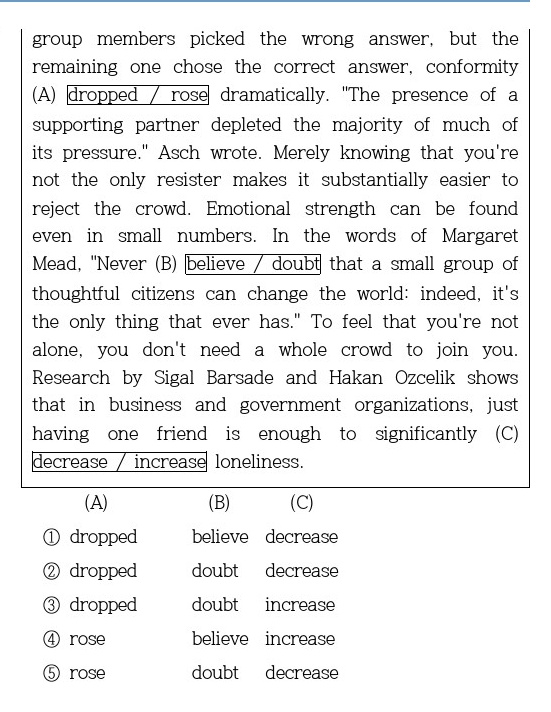 group members picked the wrong answer, but the
remaining one chose the correct answer, conformity
(A) dropped / rose dramatically. "The presence of a
supporting partner depleted the majority of much of
its pressure." Asch wrote. Merely knowing that you're
not the only resister makes it substantially easier to
reject the crowd. Emotional strength can be found
even in small numbers. In the words of Margaret
Mead, "Never (B) believe / doubt that a small group of
thoughtful citizens can change the world: indeed, it's
the only thing that ever has." To feel that you're not
alone, you don't need a whole crowd to join you.
Research by Sigal Barsade and Hakan Ozcelik shows
that in business and government organizations, just
having one friend is enough to significantly (C)
decrease / increase loneliness.
(A) (B) (C)
① dropped believe decrease
② dropped doubt decrease
③ dropped doubt increase
④ rose believe increase
⑤ rose doubt decrease